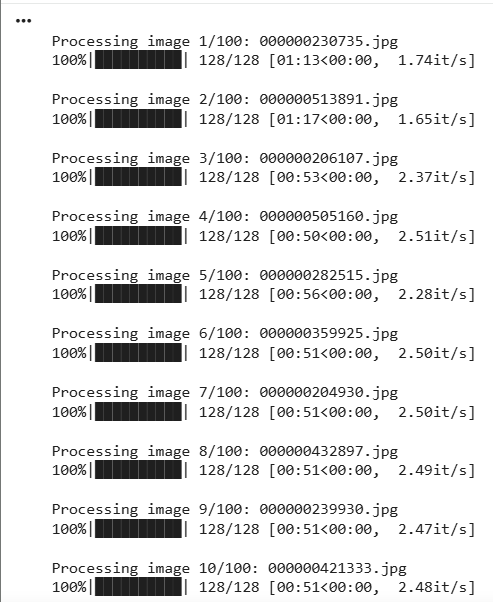 ...
Processing image 1/100: 000000230735.jpg
100%|██████████| 128/128 [01:13<00:00,  1.74it/s]
Processing image 2/100: 000000513891.jpg
100%|██████████| 128/128 [01:17<00:00,  1.65it/s]
Processing image 3/100: 000000206107.jpg
100%|██████████| 128/128 [00:53<00:00,  2.37it/s]
Processing image 4/100: 000000505160.jpg
100%|██████████| 128/128 [00:50<00:00,  2.51it/s]
Processing image 5/100: 000000282515.jpg
100%|██████████| 128/128 [00:56<00:00,  2.28it/s]
Processing image 6/100: 000000359925.jpg
100%|██████████| 128/128 [00:51<00:00,  2.50it/s]
Processing image 7/100: 000000204930.jpg
100%|██████████| 128/128 [00:51<00:00,  2.50it/s]
Processing image 8/100: 000000432897.jpg
100%|██████████| 128/128 [00:51<00:00,  2.49it/s]
Processing image 9/100: 000000239930.jpg
100%|██████████| 128/128 [00:51<00:00,  2.47it/s]
Processing image 10/100: 000000421333.jpg
100%|██████████| 128/128 [00:51<00:00,  2.48it/s]